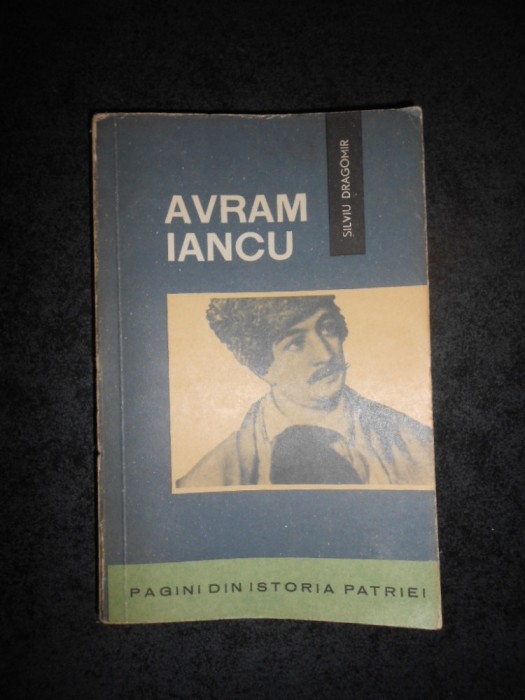 SILVIU DRAGOMIR
AVRAM
IANCU
PAGINI DIN ISTORIA PATRIEI